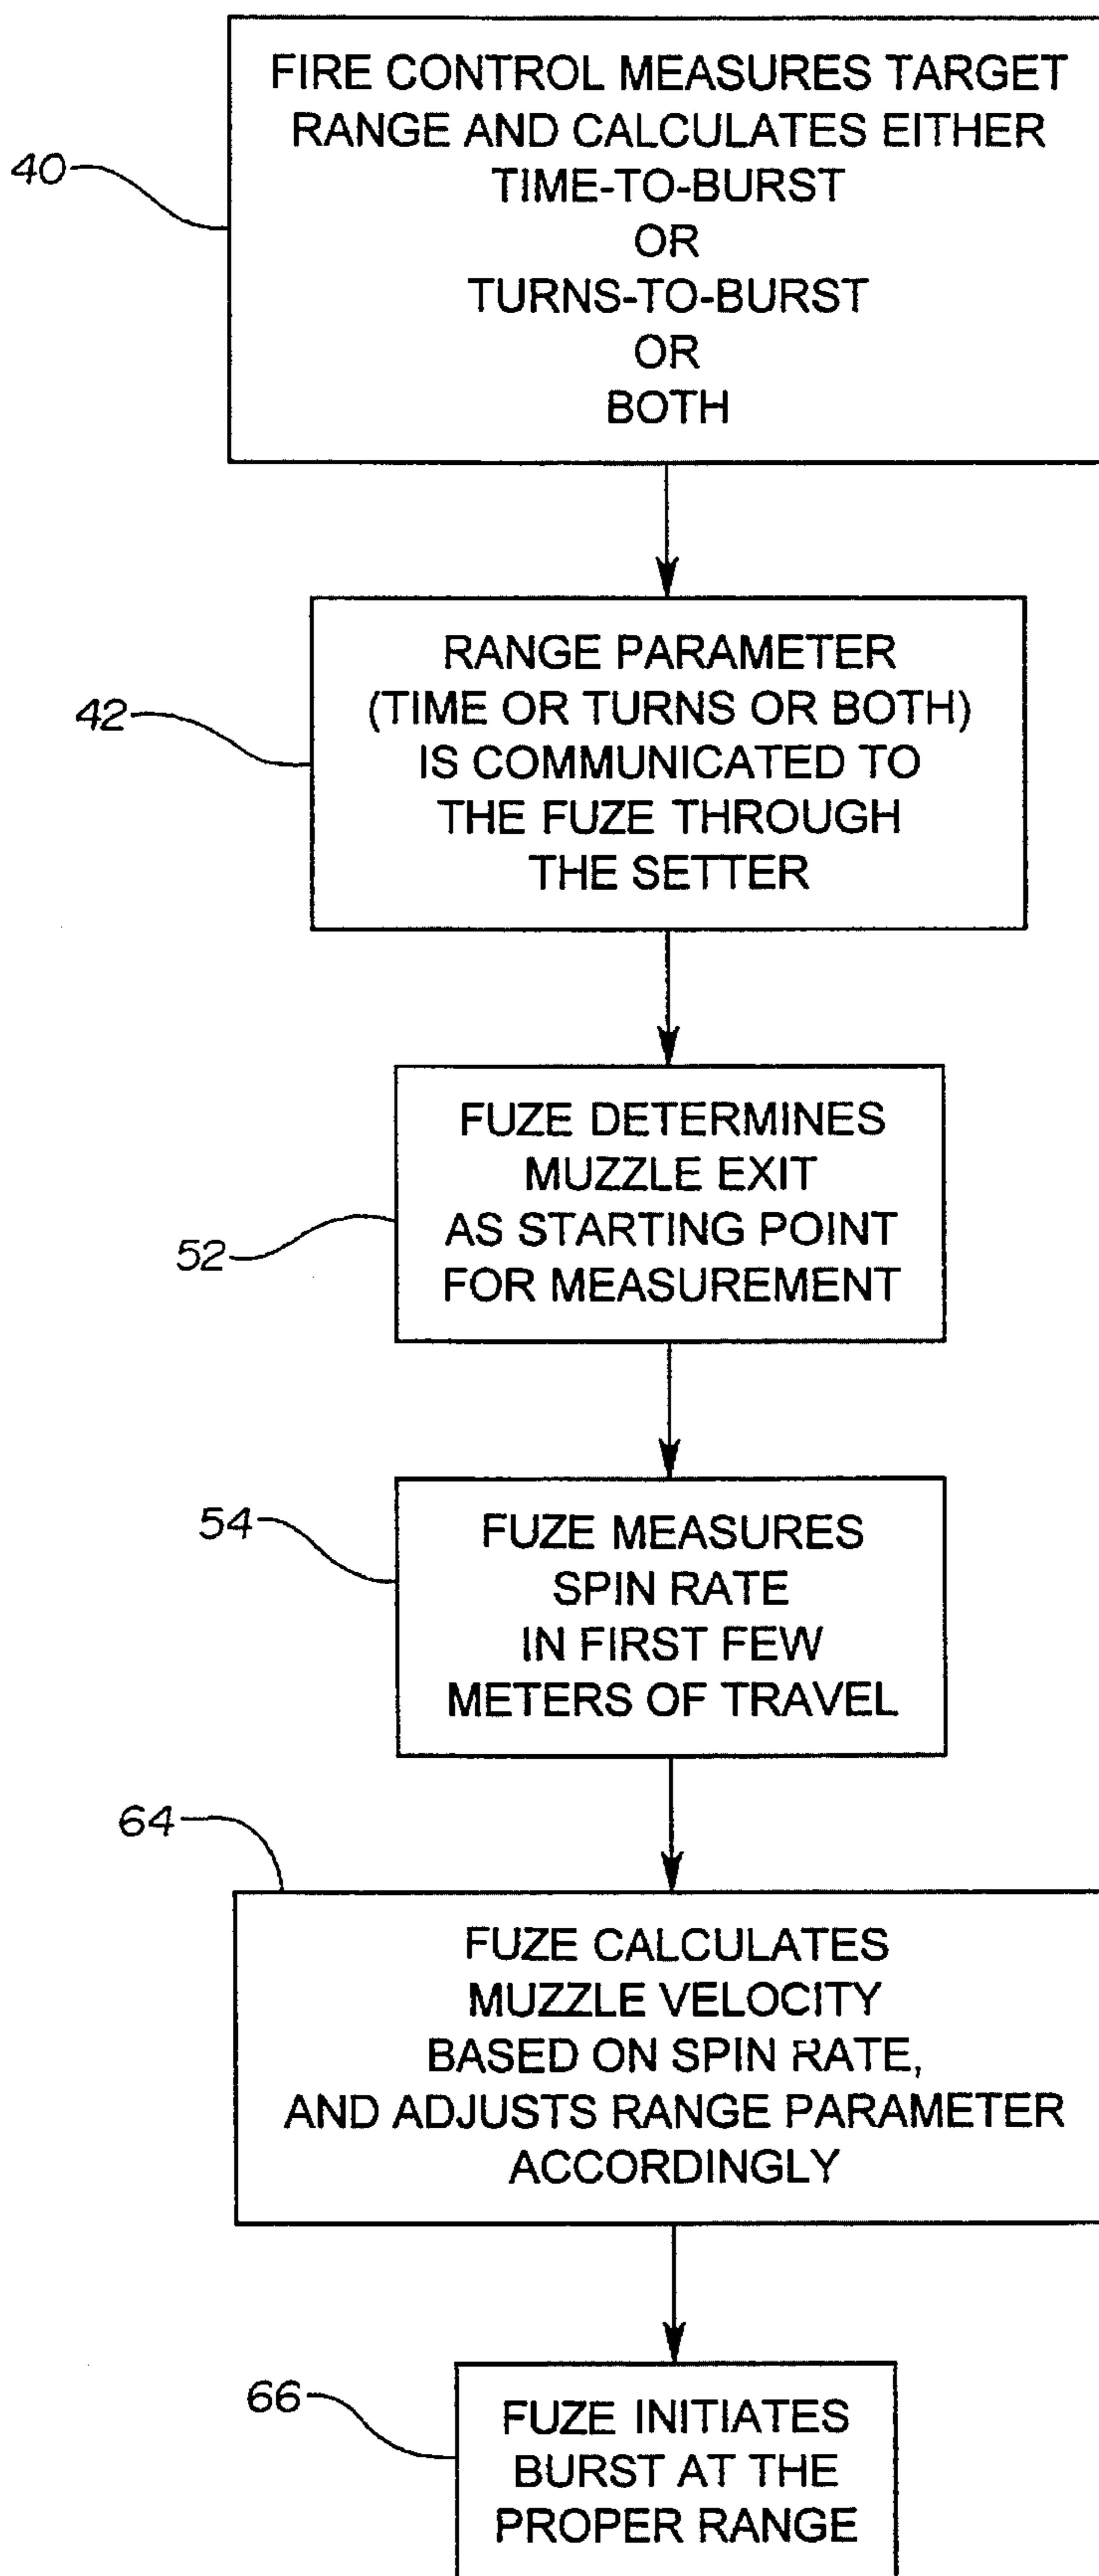 40
FIRE CONTROL MEASURES TARGET
RANGE AND CALCULATES EITHER
TIME-TO-BURST
OR
TURNS-TO-BURST
OR
BOTH
42
RANGE PARAMETER
(TIME OR TURNS OR BOTH)
IS COMMUNICATED TO
THE FUZE THROUGH
THE SETTER
52
FUZE DETERMINES
MUZZLE EXIT
AS STARTING POINT
FOR MEASUREMENT
54
FUZE MEASURES
SPIN RATE
IN FIRST FEW
METERS OF TRAVEL
64
FUZE CALCULATES
MUZZLE VELOCITY
BASED ON SPIN RATE,
AND ADJUSTS RANGE PARAMETER
ACCORDINGLY
66
FUZE INITIATES
BURST AT THE
PROPER RANGE